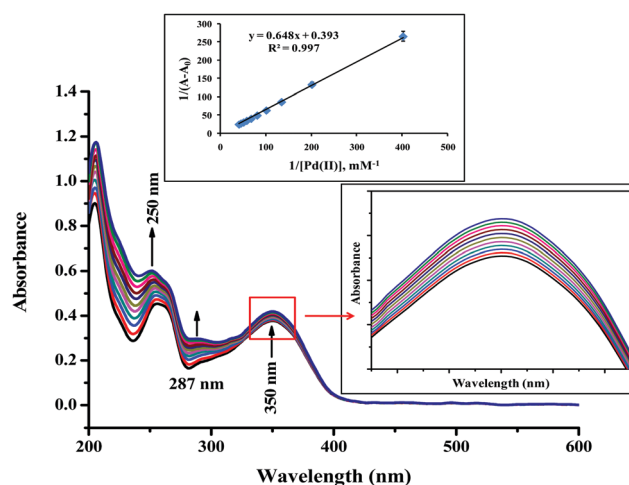 300
250
200
150
100
50
0
1/(A-A₀)
y = 0.648x + 0.393
R² = 0.997
0 100 200 300 400 500
1/[Pd(II)], mM⁻¹
1.4
1.2
1.0
0.8
0.6
0.4
0.2
0.0
Absorbance
250 nm
287 nm
350 nm
Absorbance
Wavelength (nm)
200 300 400 500 600
Wavelength (nm)